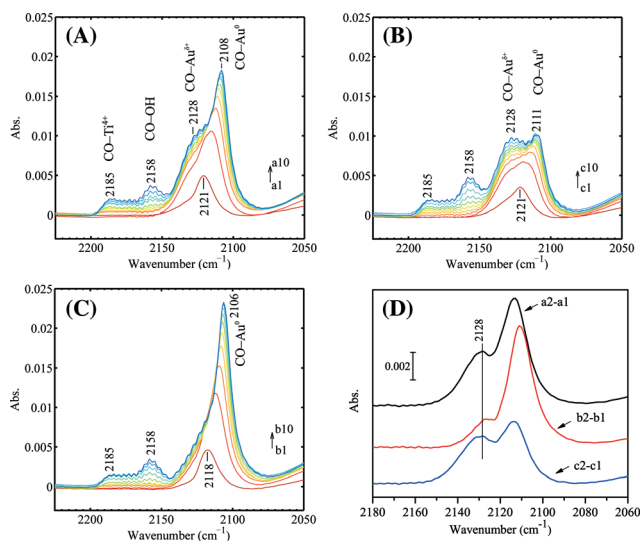 (A)
0.025
0.02
0.015
0.01
0.005
0
Abs.
CO–Ti4+
2185
CO–OH
2158
CO–Auδ+
2128
CO–Au0
2108
2121
a10
a1
2200
2150
2100
2050
Wavenumber (cm−1)
(B)
0.025
0.02
0.015
0.01
0.005
0
Abs.
2185
2158
CO–Auδ+
2128
CO–Au0
2111
2121
c10
c1
2200
2150
2100
2050
Wavenumber (cm−1)
(C)
0.025
0.02
0.015
0.01
0.005
0
Abs.
2185
2158
2106
CO–Au0
2118
b10
b1
2200
2150
2100
2050
Wavenumber (cm−1)
(D)
Abs.
0.002
2128
a2-a1
b2-b1
c2-c1
2180
2160
2140
2120
2100
2080
2060
Wavenumber (cm−1)